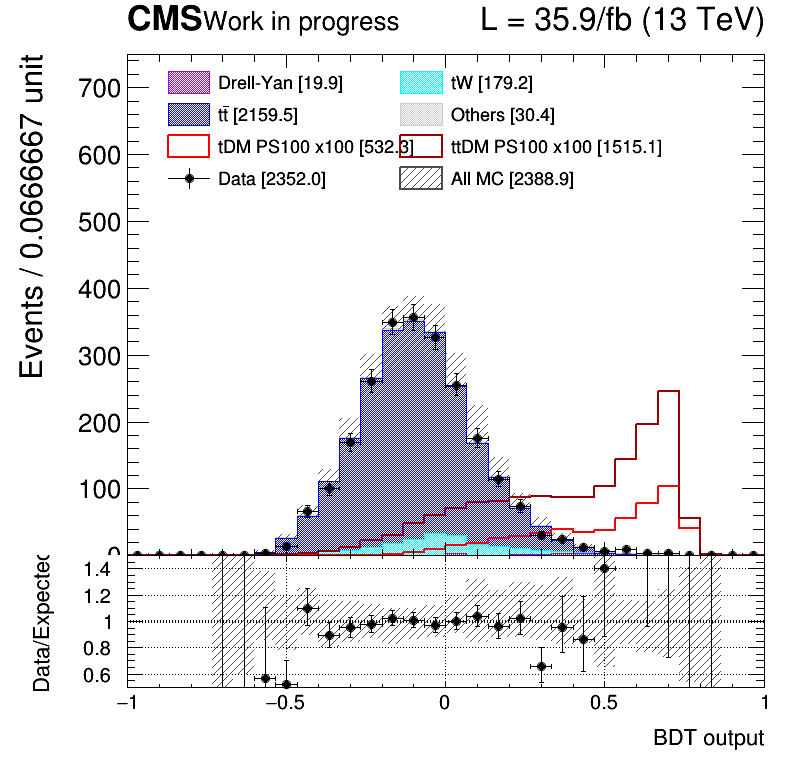 CMS Work in progress L = 35.9/fb (13 TeV)
Events / 0.0666667 unit
700
600
500
400
300
200
100
0
Drell-Yan [19.9] tW [179.2]
tt̄ [2159.5] Others [30.4]
tDM PS100 x100 [532.3] ttDM PS100 x100 [1515.1]
Data [2352.0] All MC [2388.9]
Data/Expected
1.4
1.2
1
0.8
0.6
−1 −0.5 0 0.5 1
BDT output